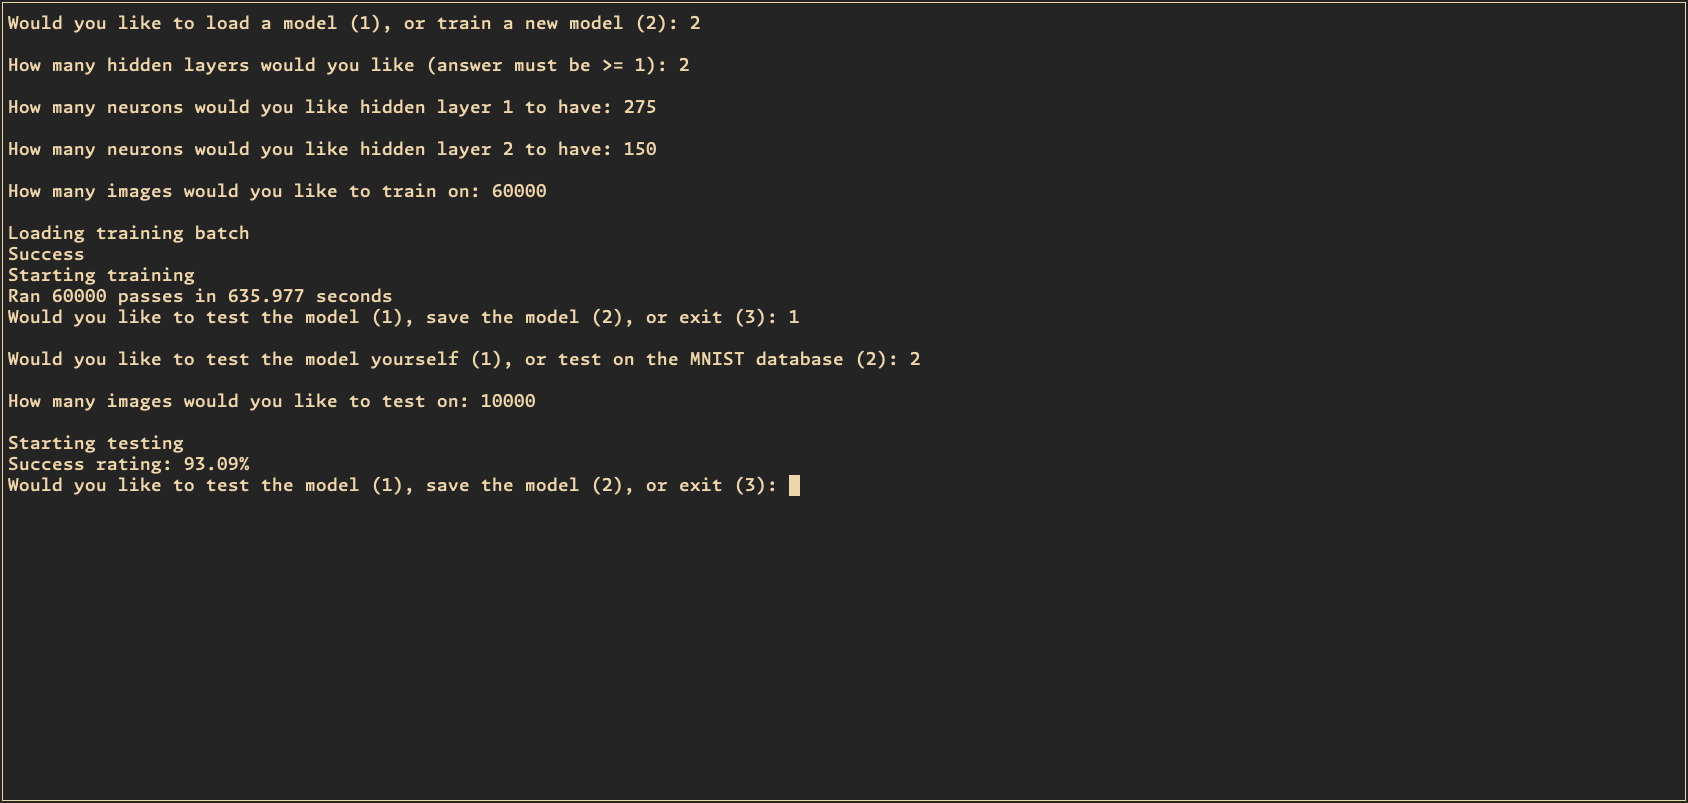 Would you like to load a model (1), or train a new model (2): 2
How many hidden layers would you like (answer must be >= 1): 2
How many neurons would you like hidden layer 1 to have: 275
How many neurons would you like hidden layer 2 to have: 150
How many images would you like to train on: 60000
Loading training batch
Success
Starting training
Ran 60000 passes in 635.977 seconds
Would you like to test the model (1), save the model (2), or exit (3): 1
Would you like to test the model yourself (1), or test on the MNIST database (2): 2
How many images would you like to test on: 10000
Starting testing
Success rating: 93.09%
Would you like to test the model (1), save the model (2), or exit (3):